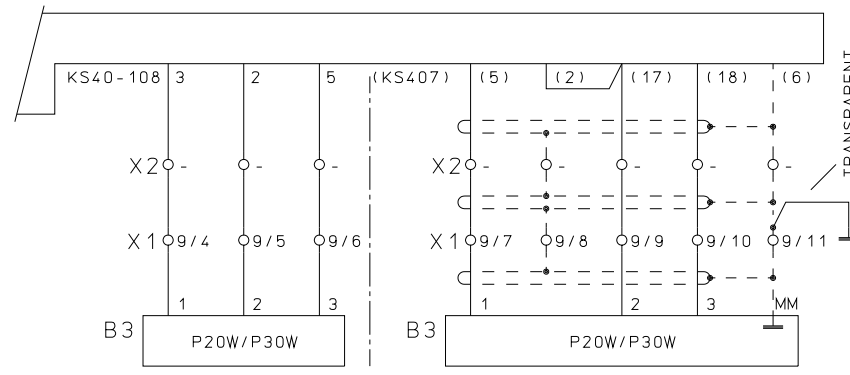 KS40-108 3 2 5 (KS407) (5) (2) (17) (18) (6)
TRANSPARENT
X2 - - - X2 - - - - -
X1 9/4 9/5 9/6 X1 9/7 9/8 9/9 9/10 9/11
1 2 3 1 2 3 MM
B3 P20W/P30W B3 P20W/P30W